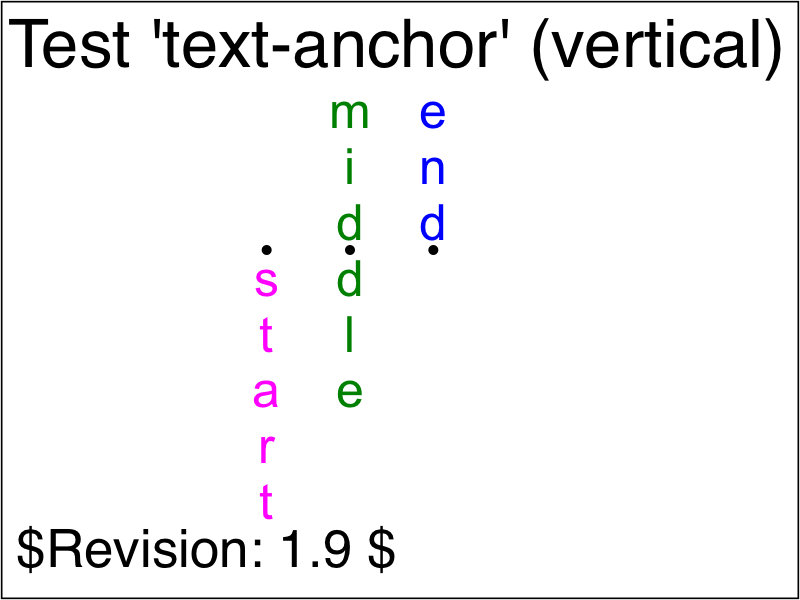 Test 'text-anchor' (vertical)
start
middle
end
$Revision: 1.9 $